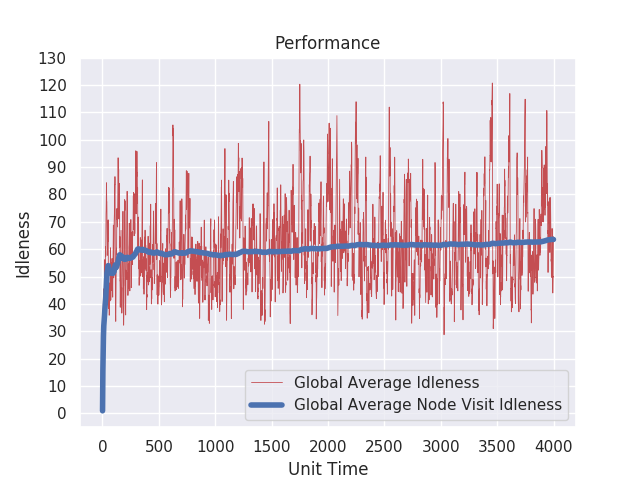 Performance
130
120
110
100
90
80
70
60
50
40
30
20
10
0
Idleness
0 500 1000 1500 2000 2500 3000 3500 4000
Unit Time
Global Average Idleness
Global Average Node Visit Idleness